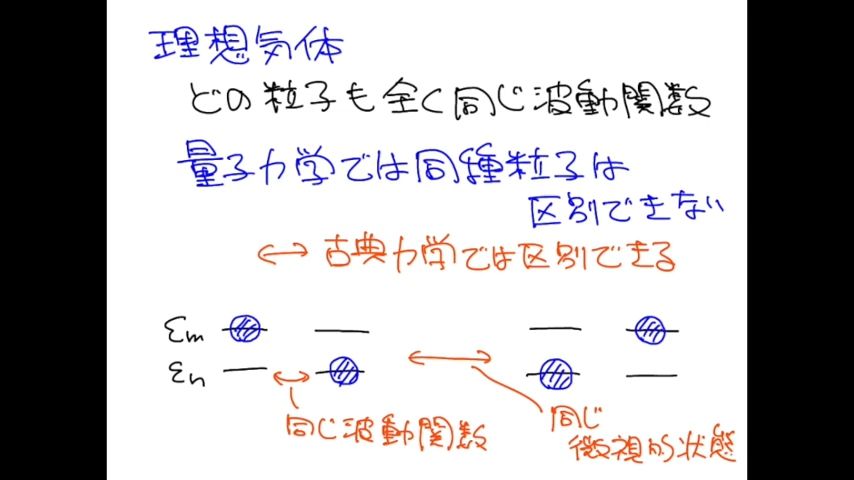 理想気体
どの粒子も全く同じ波動関数
量子力学では同種粒子は
区別できない
↔ 古典力学では区別できる
εm
εn
同じ波動関数
同じ
微視的状態